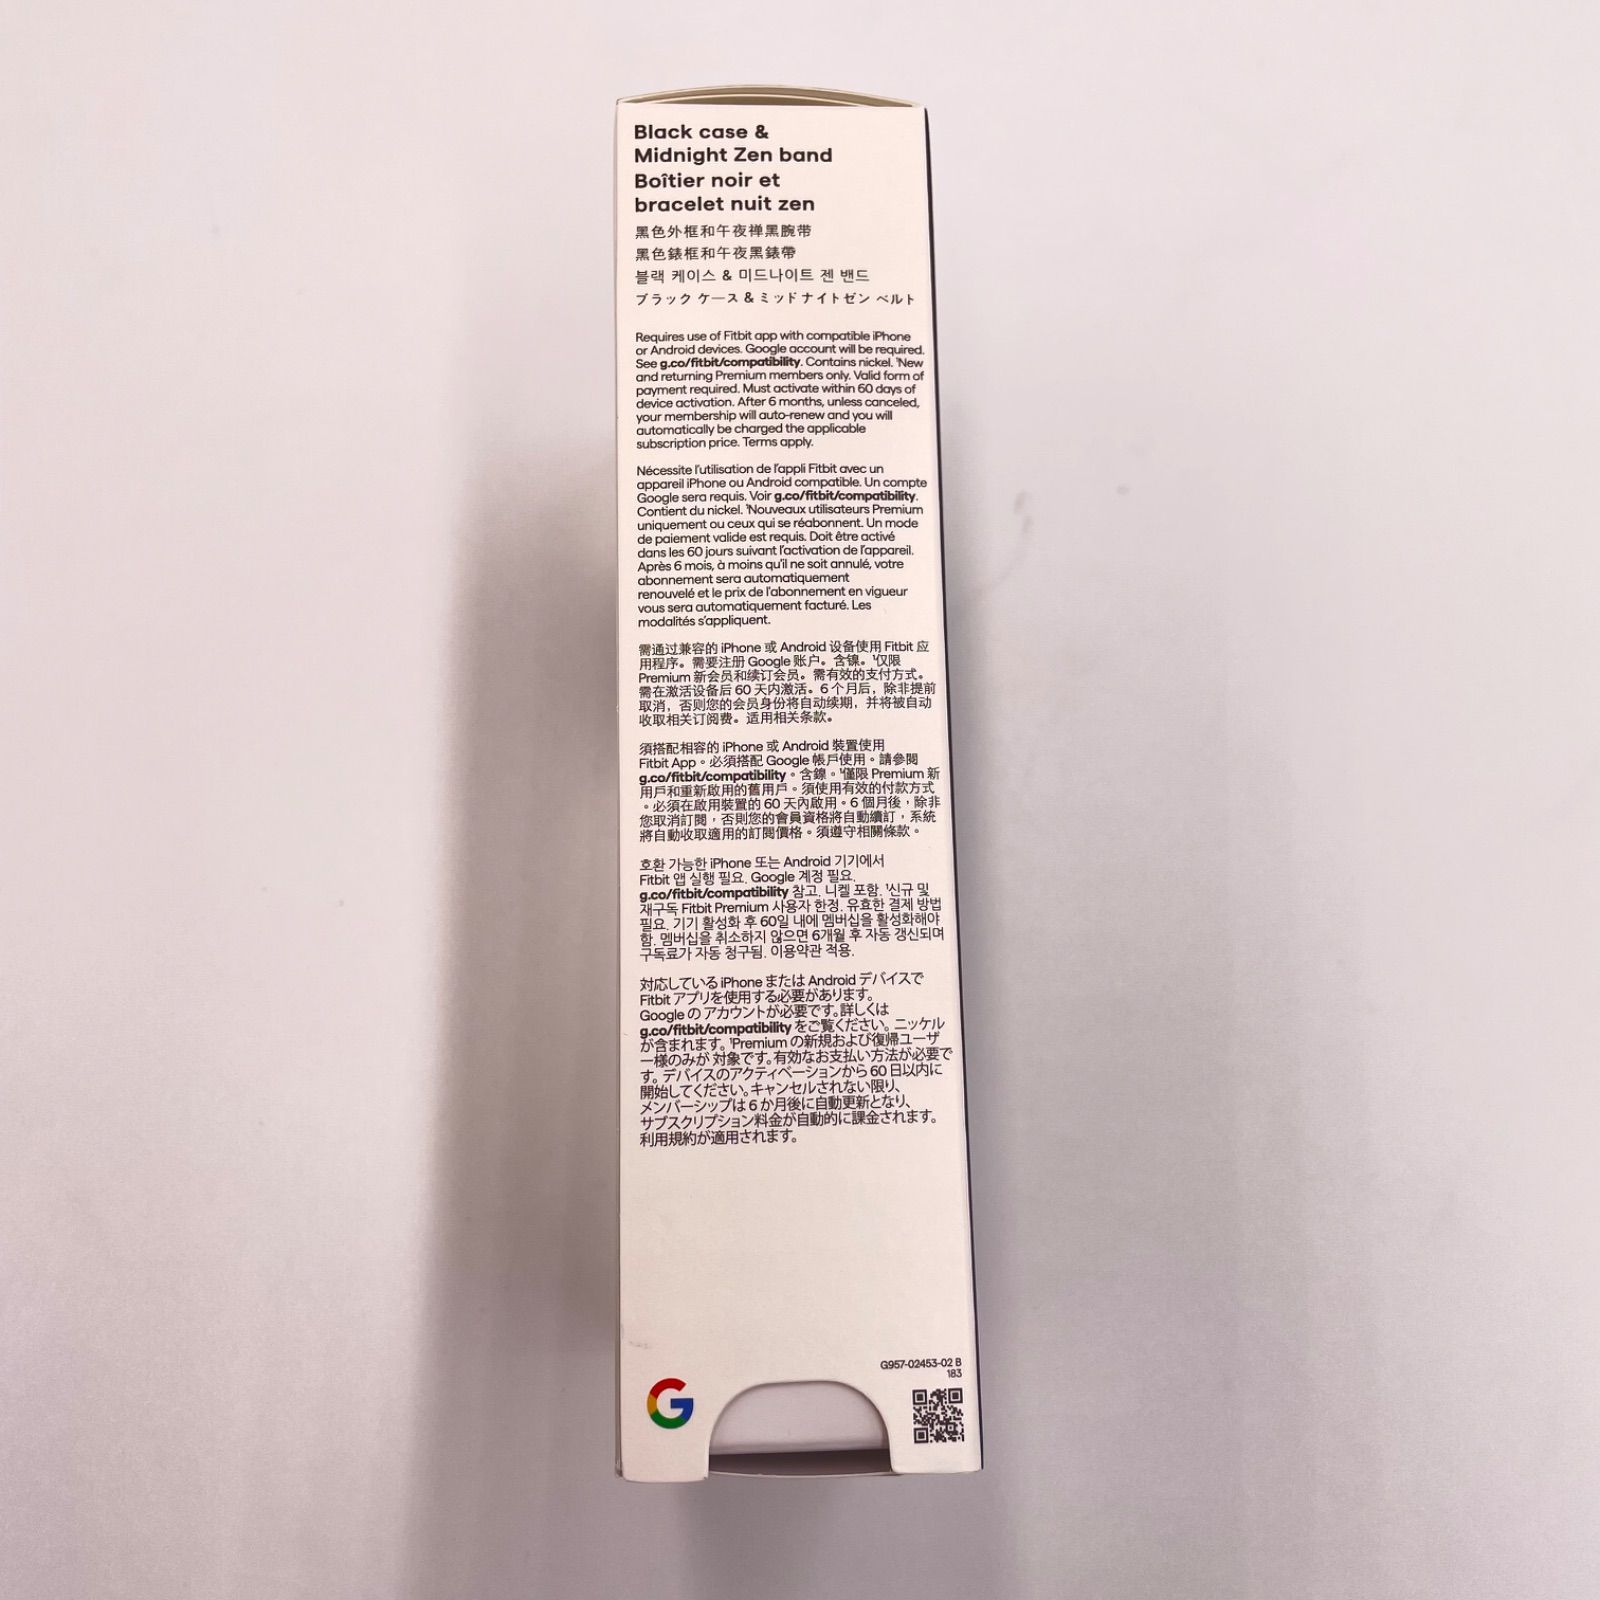 Black case &
Midnight Zen band
Boîtier noir et
bracelet nuit zen
黑色外框和午夜禅黑腕带
黑色錶框和午夜黑錶帶
블랙 케이스 & 미드나이트 젠 밴드
ブラック ケース & ミッドナイトゼン ベルト
Requires use of Fitbit app with compatible iPhone
or Android devices. Google account will be required.
See g.co/fitbit/compatibility. Contains nickel. ¹New
and returning Premium members only. Valid form of
payment required. Must activate within 60 days of
device activation. After 6 months, unless canceled,
your membership will auto-renew and you will
automatically be charged the applicable
subscription price. Terms apply.
Nécessite l'utilisation de l'appli Fitbit avec un
appareil iPhone ou Android compatible. Un compte
Google sera requis. Voir g.co/fitbit/compatibility.
Contient du nickel. ¹Nouveaux utilisateurs Premium
uniquement ou ceux qui se réabonnent. Un mode
de paiement valide est requis. Doit être activé
dans les 60 jours suivant l'activation de l'appareil.
Après 6 mois, à moins qu'il ne soit annulé, votre
abonnement sera automatiquement
renouvelé et le prix de l'abonnement en vigueur
vous sera automatiquement facturé. Les
modalités s'appliquent.
需通过兼容的 iPhone 或 Android 设备使用 Fitbit 应
用程序。需要注册 Google 账户。含镍。¹仅限
Premium 新会员和续订会员。需有效的支付方式。
需在激活设备后 60 天内激活。6 个月后，除非提前
取消，否则您的会员身份将自动续期，并将被自动
收取相关订阅费。适用相关条款。
須搭配相容的 iPhone 或 Android 裝置使用
Fitbit App。必須搭配 Google 帳戶使用。請參閱
g.co/fitbit/compatibility。含鎳。¹僅限 Premium 新
用戶和重新啟用的舊用戶。須使用有效的付款方式
。必須在啟用裝置的 60 天內啟用。6 個月後，除非
您取消訂閱，否則您的會員資格將自動續訂，系統
將自動收取適用的訂閱價格。須遵守相關條款。
호환 가능한 iPhone 또는 Android 기기에서
Fitbit 앱 실행 필요. Google 계정 필요.
g.co/fitbit/compatibility 참고. 니켈 포함. ¹신규 및
재구독 Fitbit Premium 사용자 한정. 유효한 결제 방법
필요. 기기 활성화 후 60일 내에 멤버십을 활성화해야
함. 멤버십을 취소하지 않으면 6개월 후 자동 갱신되며
구독료가 자동 청구됨. 이용약관 적용.
対応している iPhone または Android デバイスで
Fitbit アプリを使用する必要があります。
Google の アカウントが必要です。詳しくは
g.co/fitbit/compatibility をご覧ください。 ニッケル
が含まれます。¹Premium の新規および復帰ユーザ
ー様のみが 対象です。有効なお支払い方法が必要で
す。デバイスのアクティベーションから 60 日以内に
開始してください。キャンセルされない限り、
メンバーシップは 6 か月後に自動更新となり、
サブスクリプション料金が自動的に課金されます。
利用規約が適用されます。
G957-02453-02 B
183
G